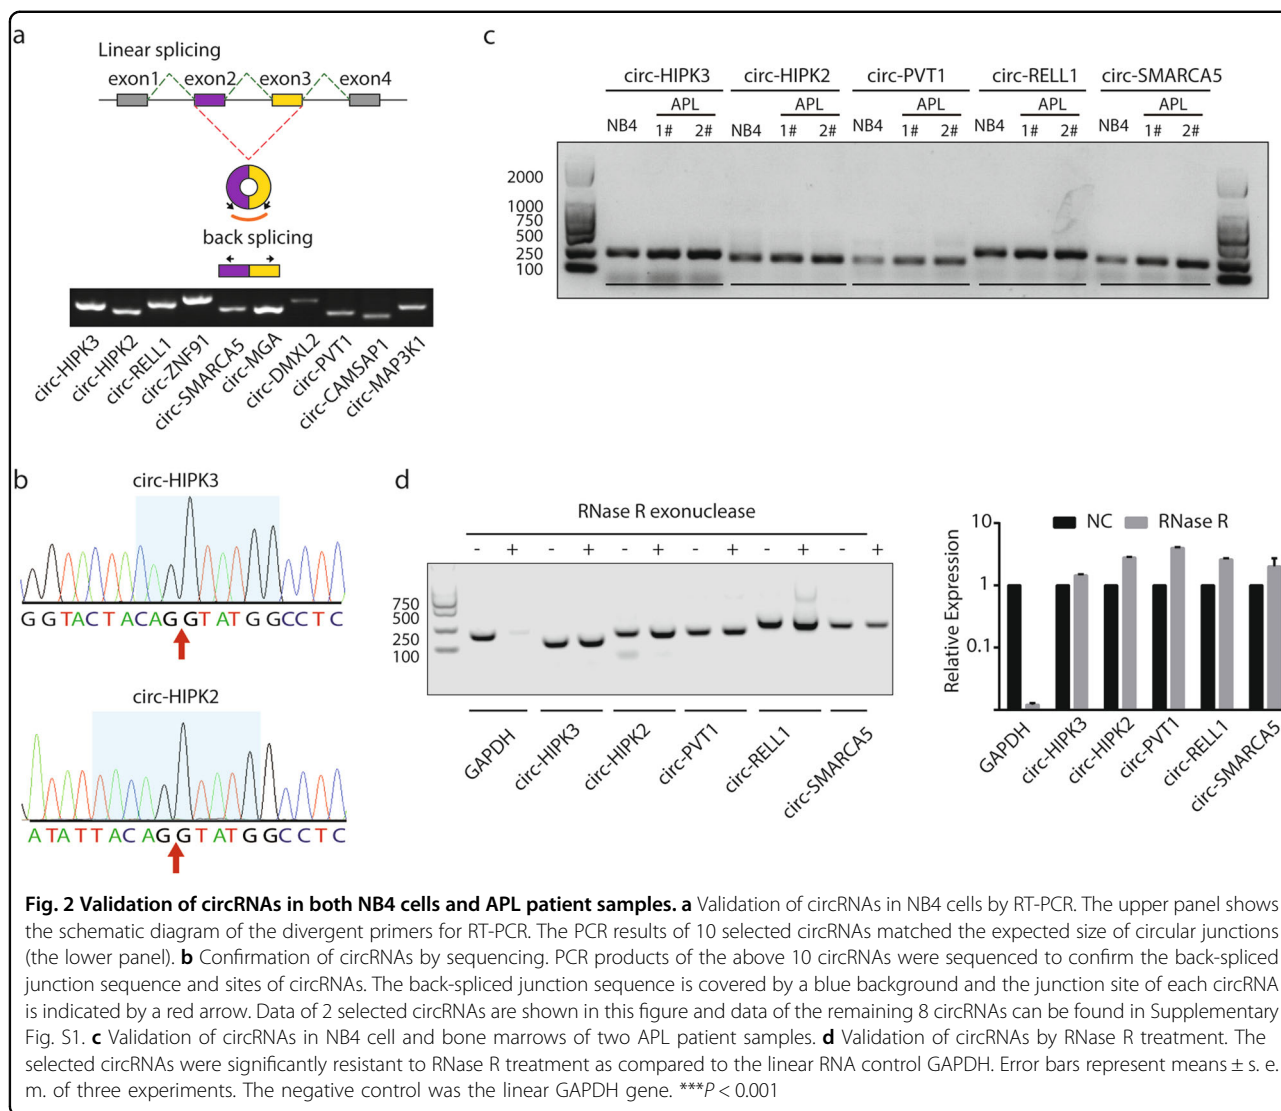 a
Linear splicing
exon1 exon2 exon3 exon4
back splicing
circ-HIPK3
circ-HIPK2
circ-RELL1
circ-ZNF91
circ-SMARCA5
circ-MGA
circ-DMXL2
circ-PVT1
circ-CAMSAP1
circ-MAP3K1
c
circ-HIPK3 circ-HIPK2 circ-PVT1 circ-RELL1 circ-SMARCA5
APL APL APL APL APL
NB4 1# 2# NB4 1# 2# NB4 1# 2# NB4 1# 2# NB4 1# 2#
2000
1000
750
500
250
100
b
circ-HIPK3
GGTACTACAGGTATGGCCTC
circ-HIPK2
ATATTACAGGTATGGCCTC
d
RNase R exonuclease
- + - + - + - + - + - +
750
500
250
100
GAPDH
circ-HIPK3
circ-HIPK2
circ-PVT1
circ-RELL1
circ-SMARCA5
NC RNase R
Relative Expression
10
1
0.1
GAPDH
circ-HIPK3
circ-HIPK2
circ-PVT1
circ-RELL1
circ-SMARCA5
Fig. 2 Validation of circRNAs in both NB4 cells and APL patient samples. a Validation of circRNAs in NB4 cells by RT-PCR. The upper panel shows
the schematic diagram of the divergent primers for RT-PCR. The PCR results of 10 selected circRNAs matched the expected size of circular junctions
(the lower panel). b Confirmation of circRNAs by sequencing. PCR products of the above 10 circRNAs were sequenced to confirm the back-spliced
junction sequence and sites of circRNAs. The back-spliced junction sequence is covered by a blue background and the junction site of each circRNA
is indicated by a red arrow. Data of 2 selected circRNAs are shown in this figure and data of the remaining 8 circRNAs can be found in Supplementary
Fig. S1. c Validation of circRNAs in NB4 cell and bone marrows of two APL patient samples. d Validation of circRNAs by RNase R treatment. The
selected circRNAs were significantly resistant to RNase R treatment as compared to the linear RNA control GAPDH. Error bars represent means ± s. e.
m. of three experiments. The negative control was the linear GAPDH gene. ***P < 0.001